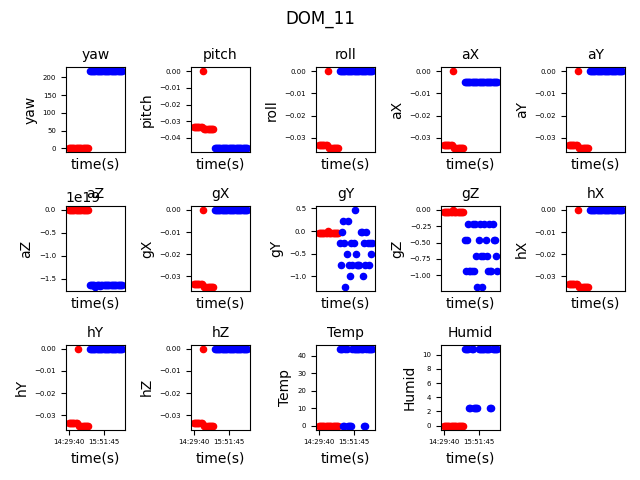 DOM_11
yaw pitch roll aX aY
200 0.00 0.00 0.00 0.00
150 -0.01 -0.01 -0.01
100 -0.02
50 -0.03 -0.02 -0.02
0 -0.04 -0.03 -0.03 -0.03
yaw pitch roll aX aY
time(s) time(s) time(s) time(s) time(s)
1e19
aZ gX gY gZ hX
0.0 0.00 0.5 0.00 0.00
-0.5 -0.01 0.0 -0.25 -0.01
-1.0 -0.02 -0.5 -0.50 -0.02
-1.5 -0.03 -1.0 -0.75 -0.03
-1.00
aZ gX gY gZ hX
time(s) time(s) time(s) time(s) time(s)
hY hZ Temp Humid
0.00 0.00 40 10
-0.01 -0.01 30 8
-0.02 -0.02 20 6
-0.03 -0.03 10 4
0 2
0
hY hZ Temp Humid
14:29:40 15:51:45 14:29:40 15:51:45 14:29:40 15:51:45 14:29:40 15:51:45
time(s) time(s) time(s) time(s)